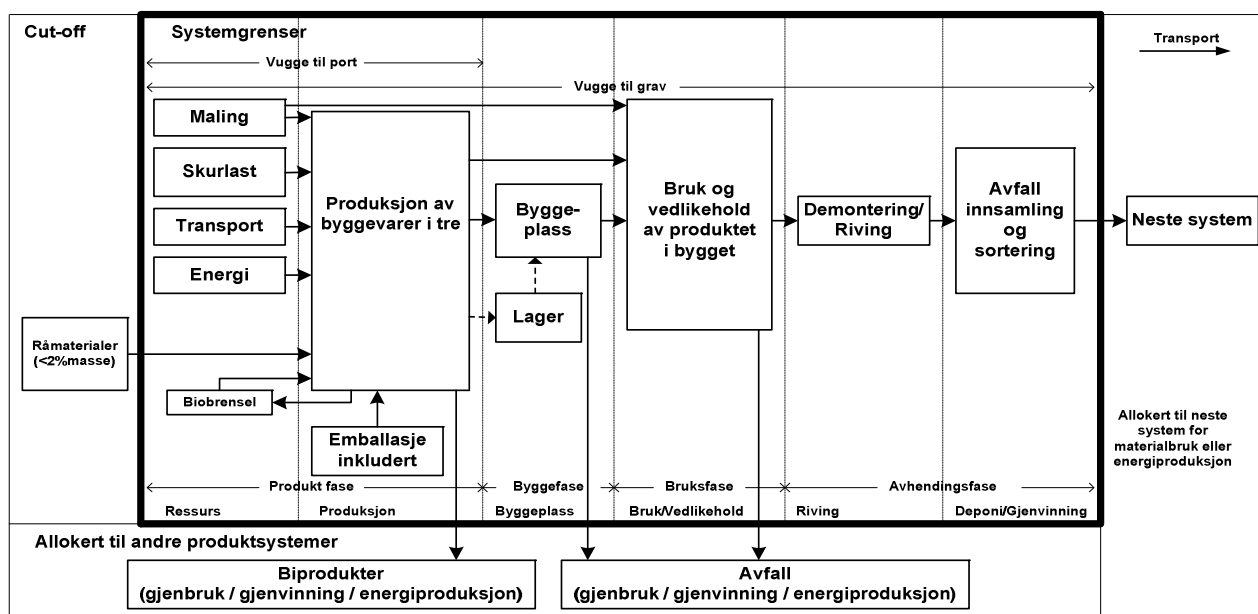 Cut-off
Systemgrenser
Transport
Vugge til port
Vugge til grav
Maling
Skurlast
Transport
Energi
Råmaterialer
(<2%masse)
Biobrensel
Produksjon av
byggevarer i tre
Emballasje
inkludert
Bygge-
plass
Lager
Bruk og
vedlikehold
av produktet
i bygget
Demontering/
Riving
Avfall
innsamling
og
sortering
Neste system
Allokert til neste
system for
materialbruk eller
energiproduksjon
Produkt fase
Byggefase
Bruksfase
Avhendingsfase
Ressurs
Produksjon
Byggeplass
Bruk/Vedlikehold
Riving
Deponi/Gjenvinning
Allokert til andre produktsystemer
Biprodukter
(gjenbruk / gjenvinning / energiproduksjon)
Avfall
(gjenbruk / gjenvinning / energiproduksjon)